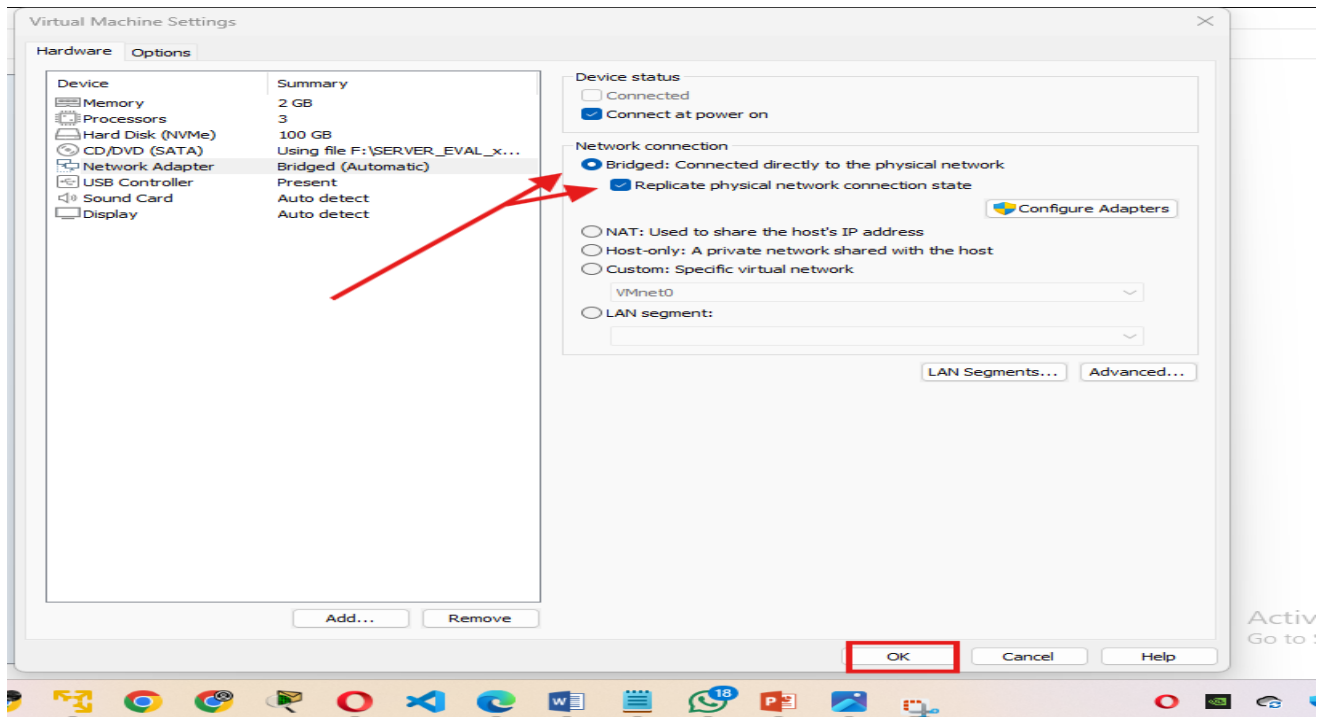 Virtual Machine Settings
Hardware Options
Device Summary
Memory 2 GB
Processors 3
Hard Disk (NVMe) 100 GB
CD/DVD (SATA) Using file F:\SERVER_EVAL_x...
Network Adapter Bridged (Automatic)
USB Controller Present
Sound Card Auto detect
Display Auto detect
Add... Remove
Device status
Connected
Connect at power on
Network connection
Bridged: Connected directly to the physical network
Replicate physical network connection state
Configure Adapters
NAT: Used to share the host's IP address
Host-only: A private network shared with the host
Custom: Specific virtual network
VMnet0
LAN segment:
LAN Segments... Advanced...
OK Cancel Help
Activ
Go to
18